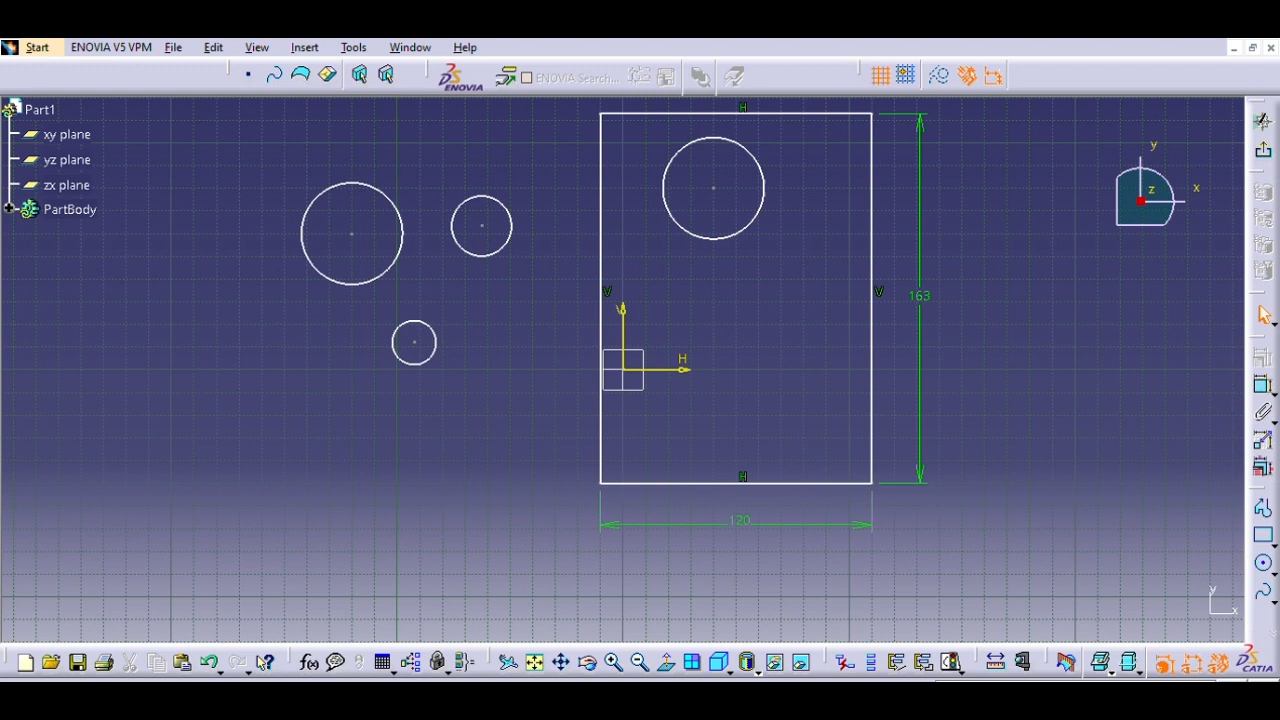 Start ENOVIA V5 VPM File Edit View Insert Tools Window Help
ENOVIA ENOVIA Search...
Part1
xy plane
yz plane
zx plane
PartBody
H
y
z x
V V
163
V
H
H
120
y
x
f(x)
CATIA